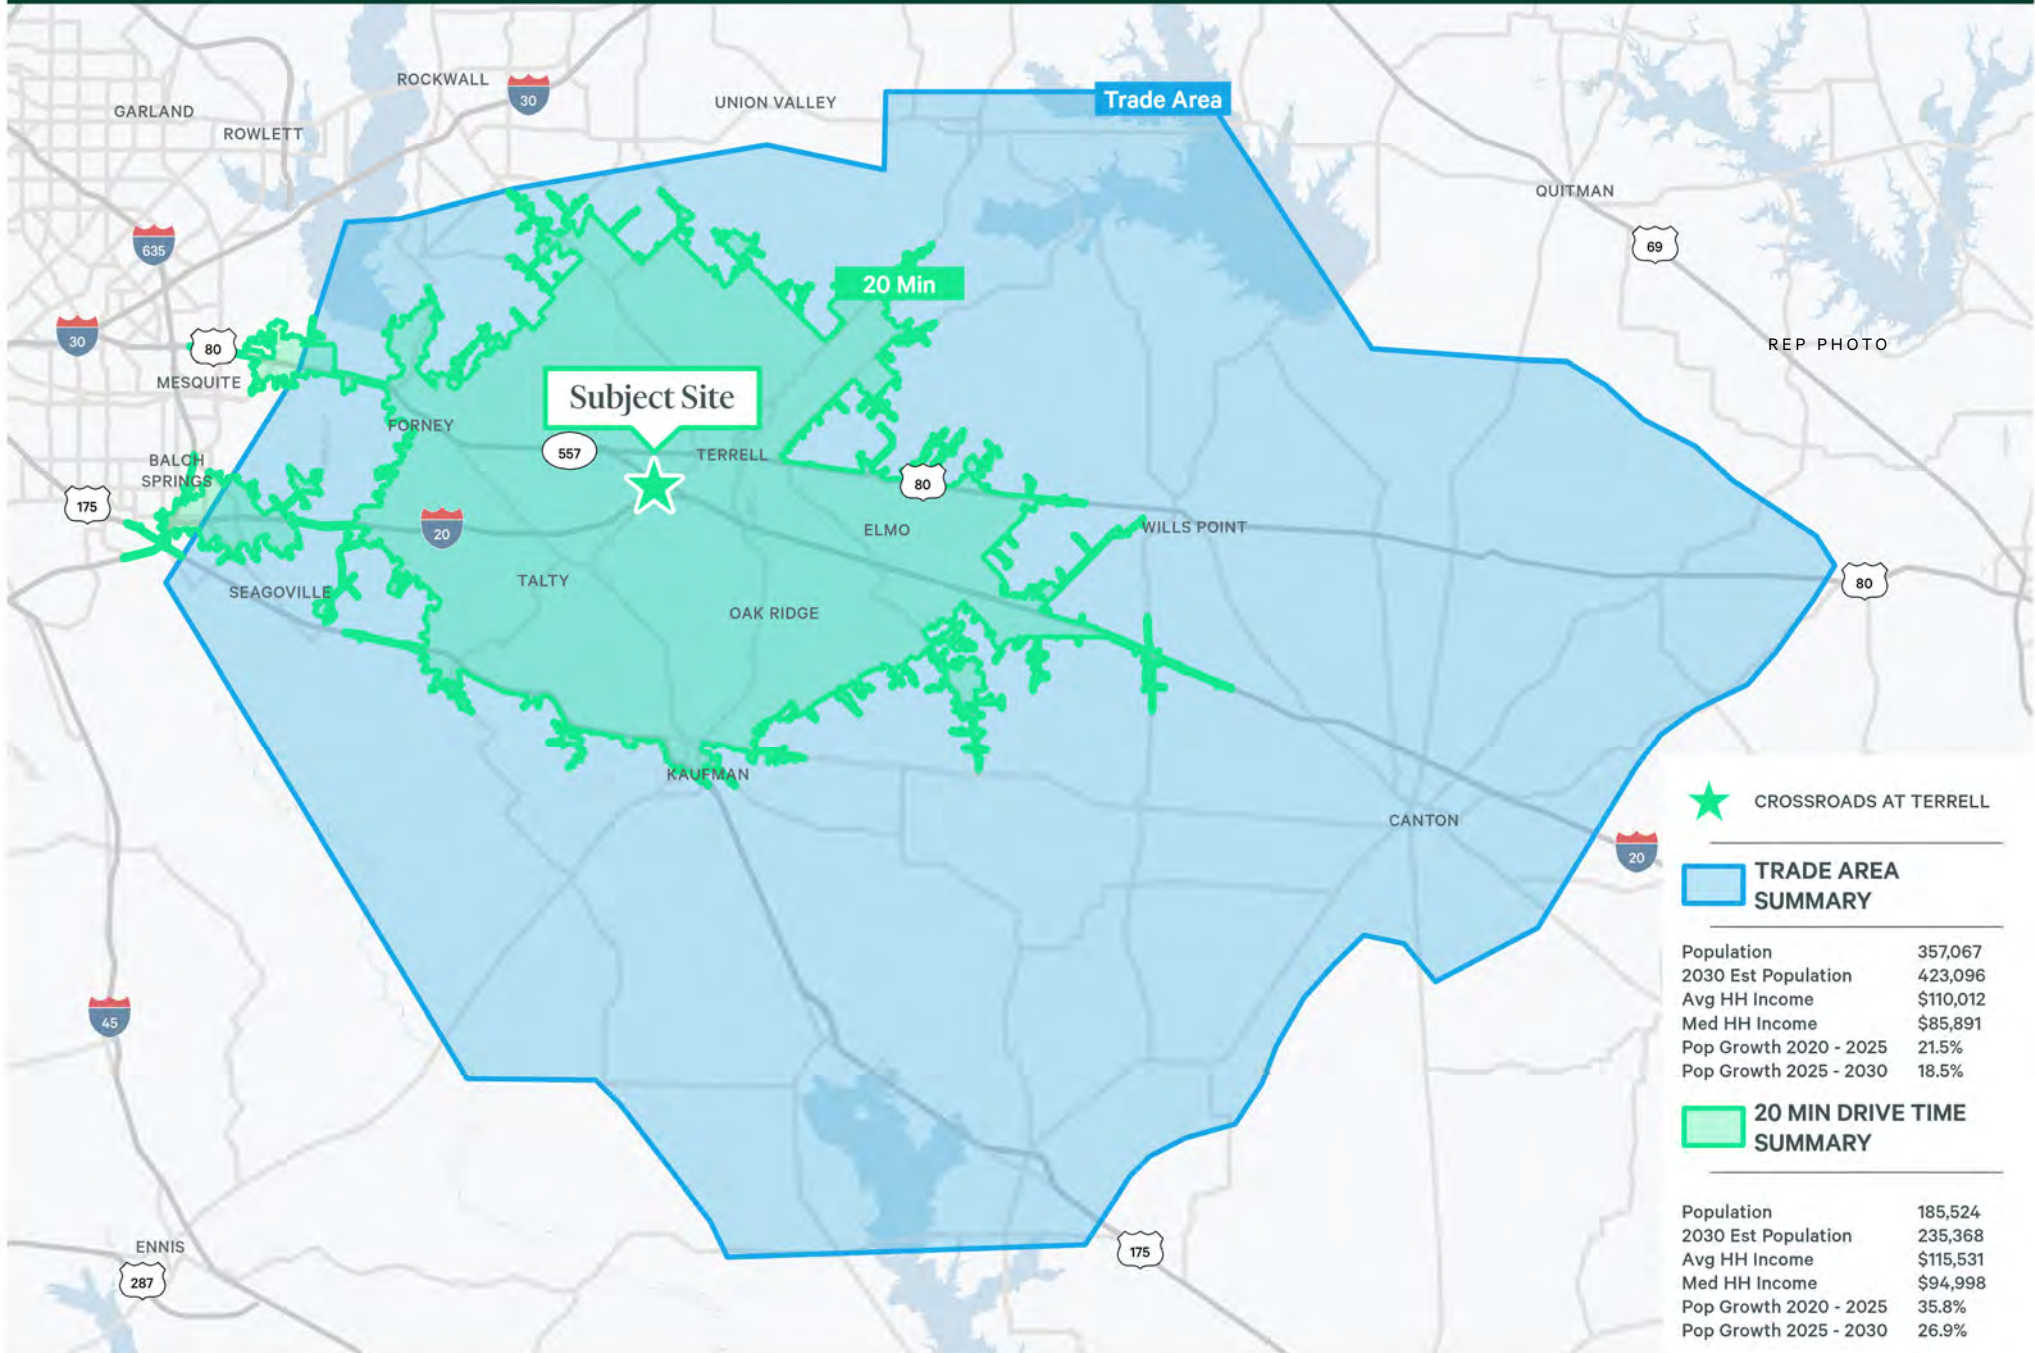 ROCKWALL
30
GARLAND
UNION VALLEY
Trade Area
ROWLETT
QUITMAN
635
69
20 Min
30
80
REP PHOTO
MESQUITE
Subject Site
FORNEY
557
TERRELL
BALCH
SPRINGS
80
175
20
ELMO
WILLS POINT
TALTY
80
SEAGOVILLE
OAK RIDGE
KAUFMAN
CANTON
20
45
ENNIS
175
287
CROSSROADS AT TERRELL
TRADE AREA
SUMMARY
Population 357,067
2030 Est Population 423,096
Avg HH Income $110,012
Med HH Income $85,891
Pop Growth 2020 - 2025 21.5%
Pop Growth 2025 - 2030 18.5%
20 MIN DRIVE TIME
SUMMARY
Population 185,524
2030 Est Population 235,368
Avg HH Income $115,531
Med HH Income $94,998
Pop Growth 2020 - 2025 35.8%
Pop Growth 2025 - 2030 26.9%